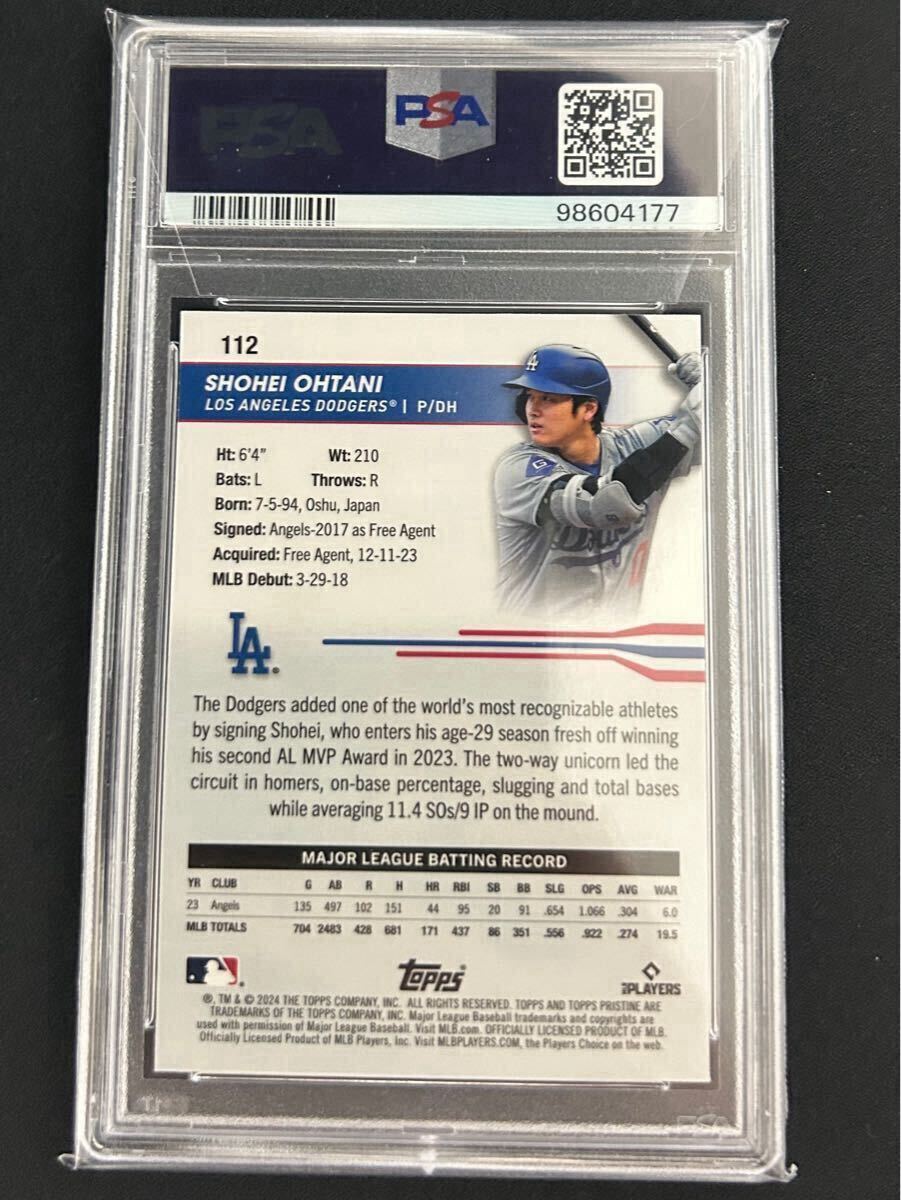 PSA
PSA
98604177
112
SHOHEI OHTANI
LOS ANGELES DODGERS® | P/DH
Ht: 6'4" Wt: 210
Bats: L Throws: R
Born: 7-5-94, Oshu, Japan
Signed: Angels-2017 as Free Agent
Acquired: Free Agent, 12-11-23
MLB Debut: 3-29-18
LA
The Dodgers added one of the world's most recognizable athletes
by signing Shohei, who enters his age-29 season fresh off winning
his second AL MVP Award in 2023. The two-way unicorn led the
circuit in homers, on-base percentage, slugging and total bases
while averaging 11.4 SOs/9 IP on the mound.
MAJOR LEAGUE BATTING RECORD
YR CLUB G AB R H HR RBI SB BB SLG OPS AVG WAR
23 Angels 135 497 102 151 44 95 20 91 .654 1.066 .304 6.0
MLB TOTALS 704 2483 428 681 171 437 86 351 .556 .922 .274 19.5
topps®
MLB PLAYERS
®, TM & © 2024 THE TOPPS COMPANY, INC. ALL RIGHTS RESERVED. TOPPS AND TOPPS PRISTINE ARE
TRADEMARKS OF THE TOPPS COMPANY, INC. Major League Baseball trademarks and copyrights are
used with permission of Major League Baseball. Visit MLB.com. OFFICIALLY LICENSED PRODUCT OF MLB.
Officially Licensed Product of MLB Players, Inc. Visit MLBPLAYERS.COM, the Players Choice on the web.
PSA